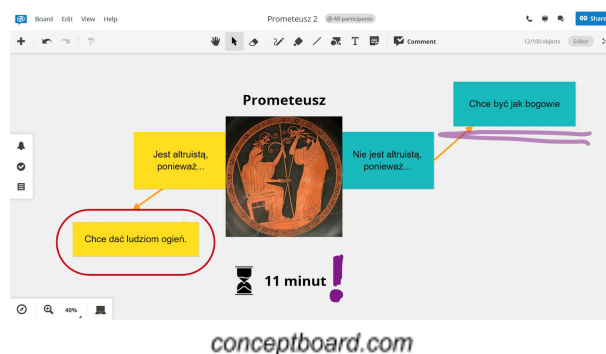 Board Edit View Help
Prometeusz 2 @ All participants
Share
Comment
12/100 objects Editor
Prometeusz
Chce być jak bogowie
Jest altruistą,
ponieważ...
Nie jest altruistą,
ponieważ...
Chce dać ludziom ogień.
11 minut
40%
conceptboard.com